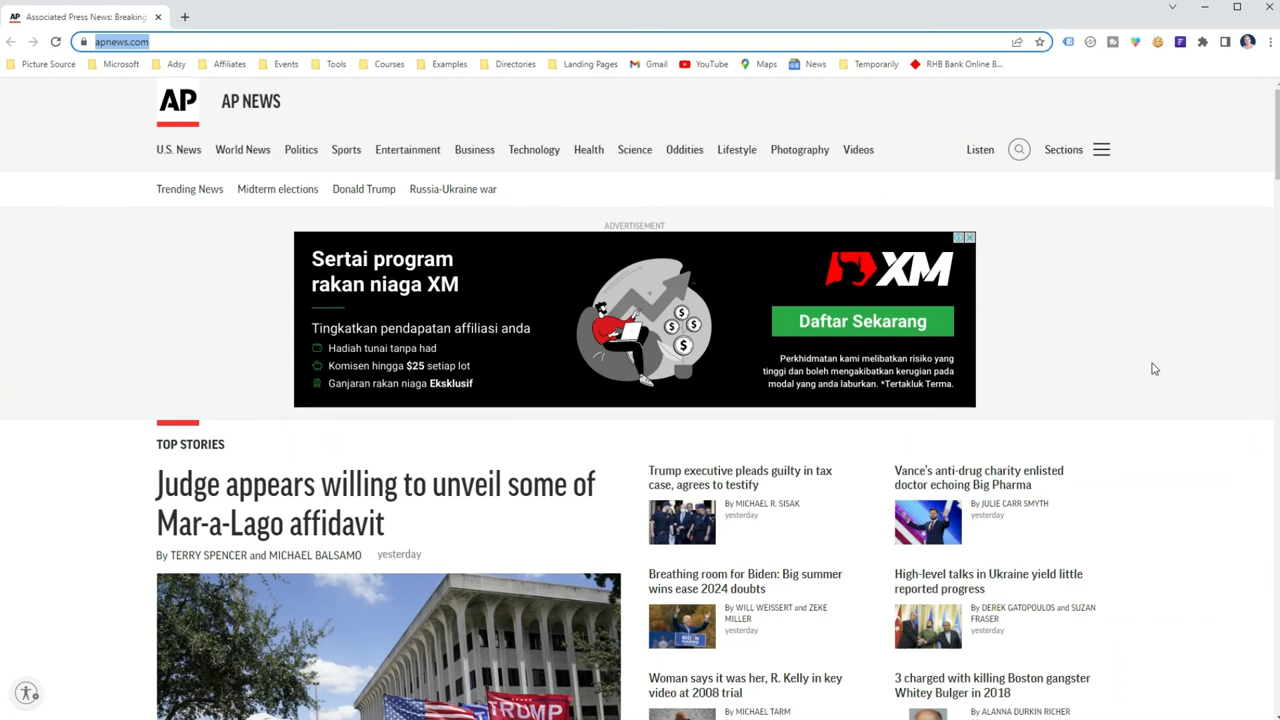 AP Associated Press News: Breaking
apnews.com
Picture Source Microsoft Adsy Affiliates Events Tools Courses Examples Directories Landing Pages Gmail YouTube Maps News Temporarily RHB Bank Online B...
AP AP NEWS
U.S. News World News Politics Sports Entertainment Business Technology Health Science Oddities Lifestyle Photography Videos Listen Sections
Trending News Midterm elections Donald Trump Russia-Ukraine war
ADVERTISEMENT
Sertai program
rakan niaga XM
Tingkatkan pendapatan affiliasi anda
Hadiah tunai tanpa had
Komisen hingga $25 setiap lot
Ganjaran rakan niaga Eksklusif
XM
Daftar Sekarang
Perkhidmatan kami melibatkan risiko yang
tinggi dan boleh mengakibatkan kerugian pada
modal yang anda laburkan. *Tertakluk Terma.
TOP STORIES
Judge appears willing to unveil some of
Mar-a-Lago affidavit
By TERRY SPENCER and MICHAEL BALSAMO yesterday
TRUMP
Trump executive pleads guilty in tax
case, agrees to testify
By MICHAEL R. SISAK
yesterday
Breathing room for Biden: Big summer
wins ease 2024 doubts
By WILL WEISSERT and ZEKE
MILLER
yesterday
BIDEN
Woman says it was her, R. Kelly in key
video at 2008 trial
By MICHAEL TARM
Vance's anti-drug charity enlisted
doctor echoing Big Pharma
By JULIE CARR SMYTH
yesterday
High-level talks in Ukraine yield little
reported progress
By DEREK GATOPOULOS and SUZAN
FRASER
yesterday
3 charged with killing Boston gangster
Whitey Bulger in 2018
By ALANNA DURKIN RICHER